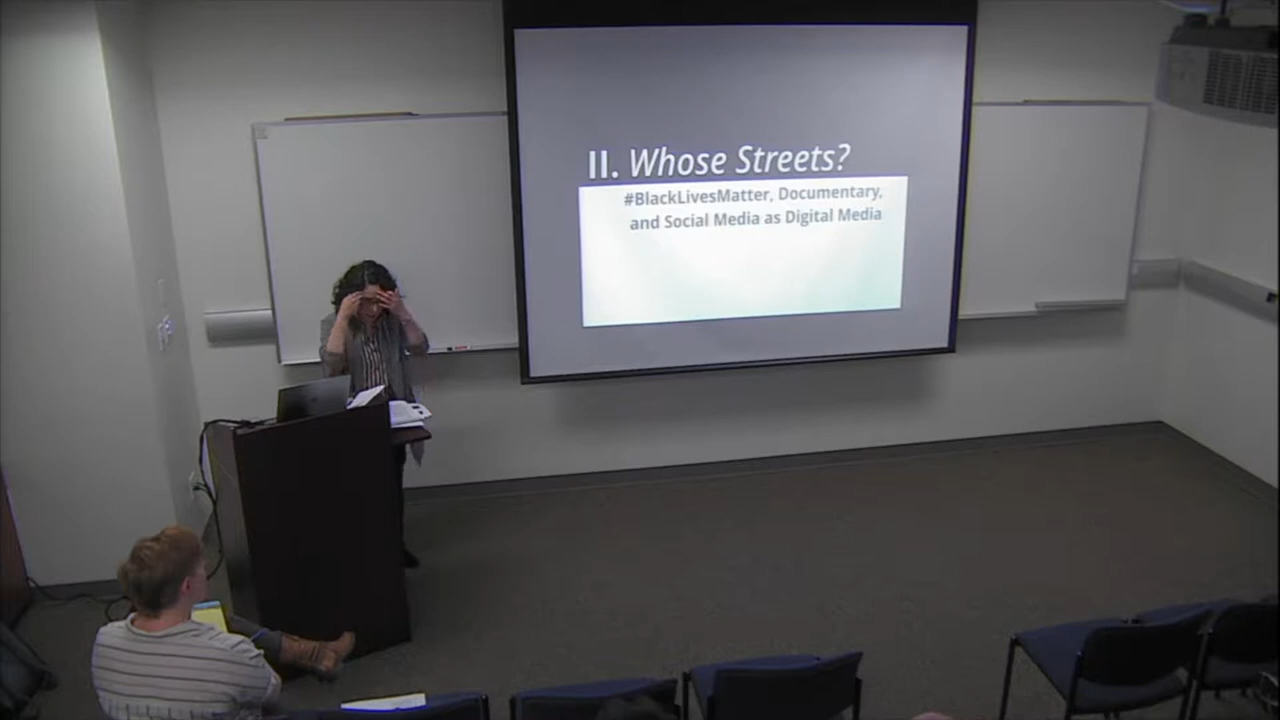 II. Whose Streets?
#BlackLivesMatter, Documentary,
and Social Media as Digital Media